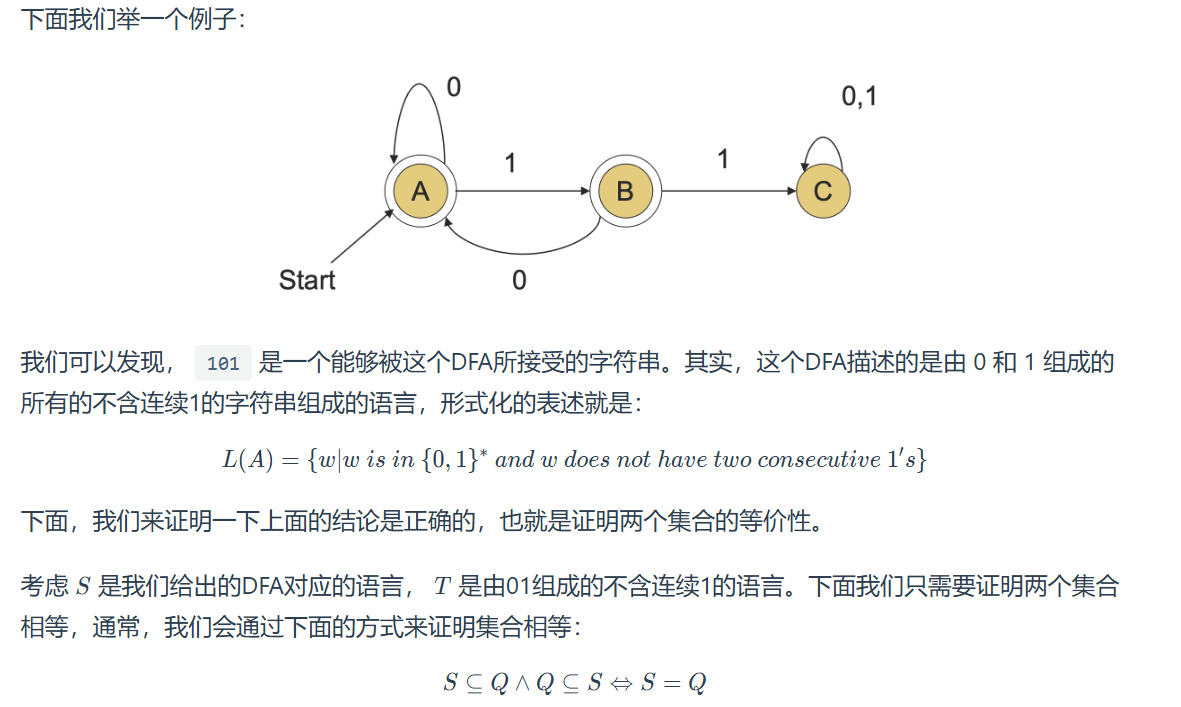 下面我们举一个例子：
0
0,1
1
1
A
B
C
Start
0
我们可以发现， 101 是一个能够被这个DFA所接受的字符串。其实，这个DFA描述的是由 0 和 1 组成的
所有的不含连续1的字符串组成的语言，形式化的表述就是：
L(A) = {w|w is in {0, 1}* and w does not have two consecutive 1′s}
下面，我们来证明一下上面的结论是正确的，也就是证明两个集合的等价性。
考虑 S 是我们给出的DFA对应的语言， T 是由01组成的不含连续1的语言。下面我们只需要证明两个集合
相等，通常，我们会通过下面的方式来证明集合相等：
S ⊆ Q ∧ Q ⊆ S ⇔ S = Q